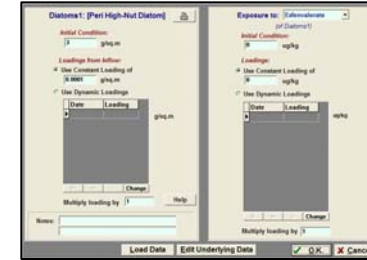 Diatoms1: [Peri High-Nut Diatom]
Initial Condition:
g/sq.m
Loadings from Inflow:
Use Constant Loading of
0.0001 g/sq.m
Use Dynamic Loadings
Date Loading
g/sq.m
Change
Multiply loading by 1
Help
Notes:
Exposure to: Esfenvalerate
(of Diatoms1)
Initial Condition:
0 ug/kg
Loadings:
Use Constant Loading of
0 ug/kg
Use Dynamic Loadings
Date Loading
ug/kg
Change
Multiply loading by 1
Load Data Edit Underlying Data O.K. Cance